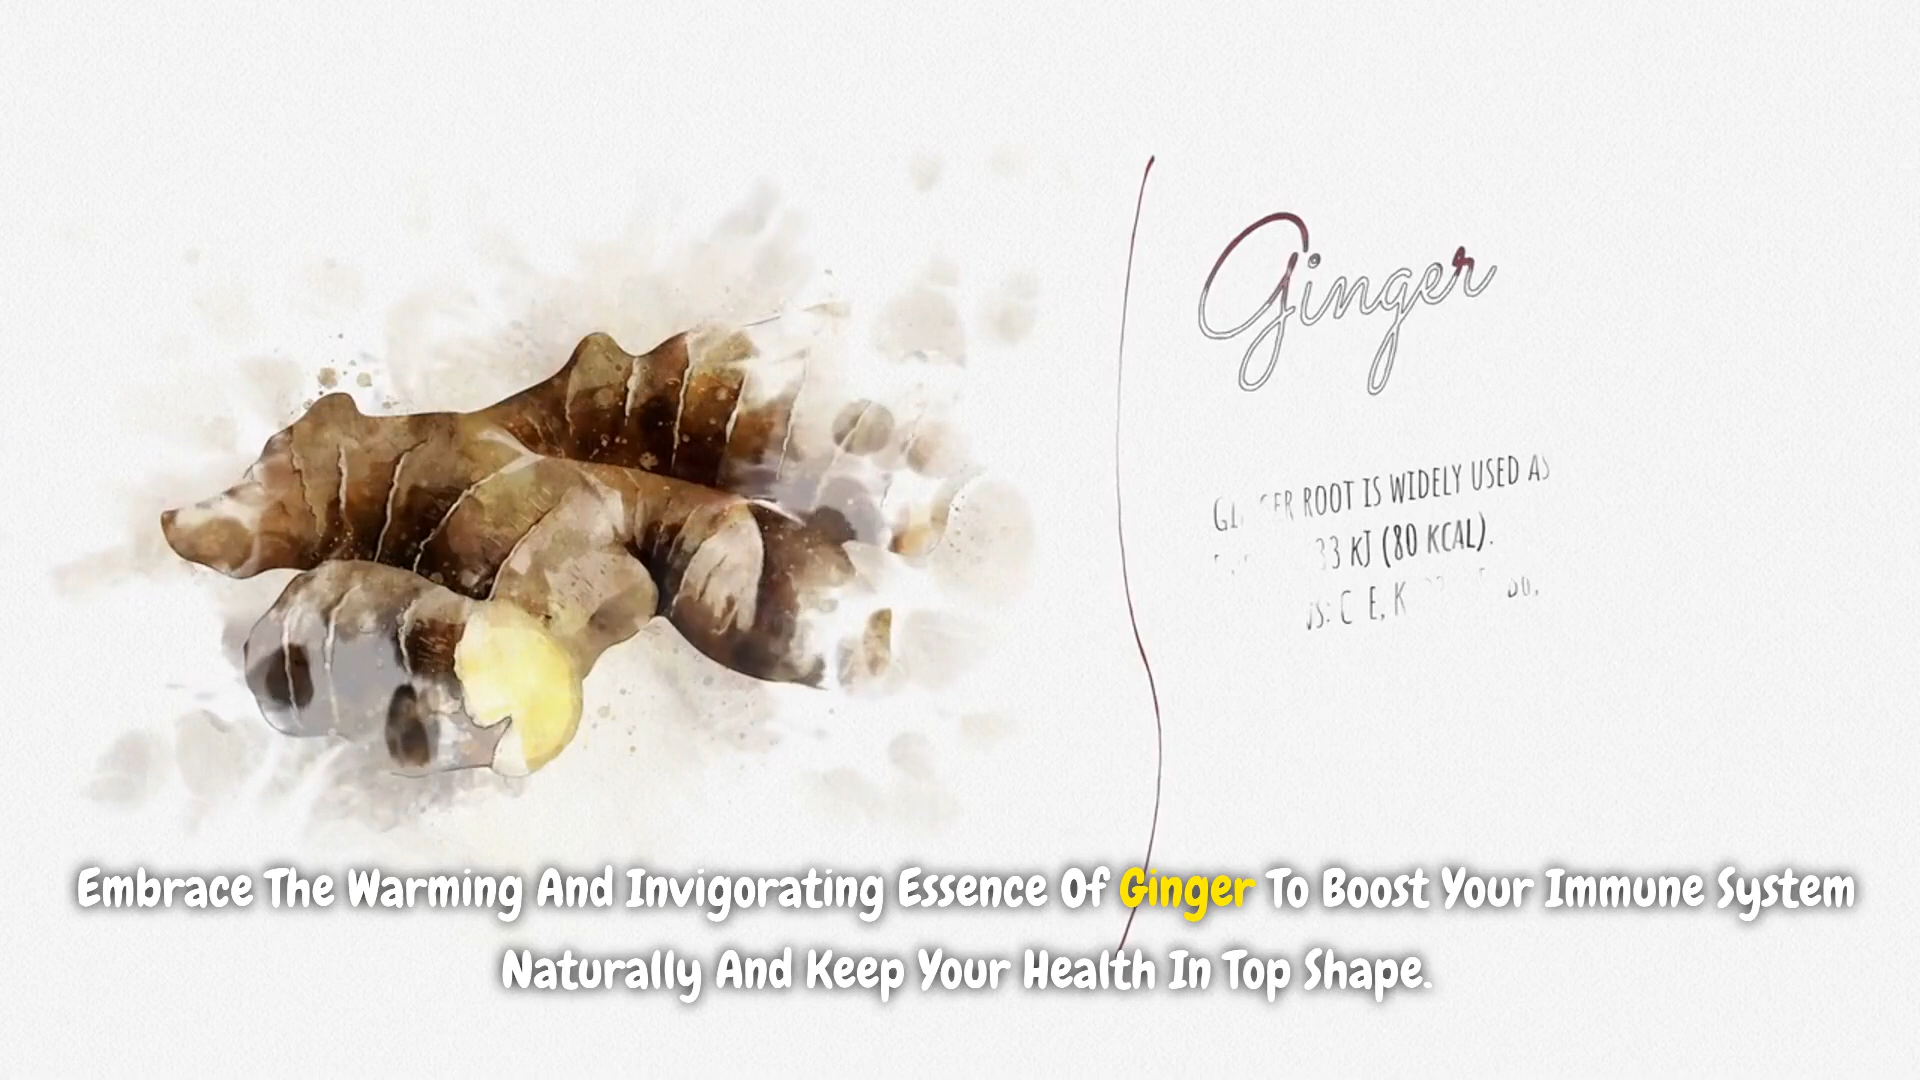 Ginger
ROOT IS WIDELY USED AS
33 KJ (80 KCAL).
C E, K
Embrace The Warming And Invigorating Essence Of Ginger To Boost Your Immune System
Naturally And Keep Your Health In Top Shape.